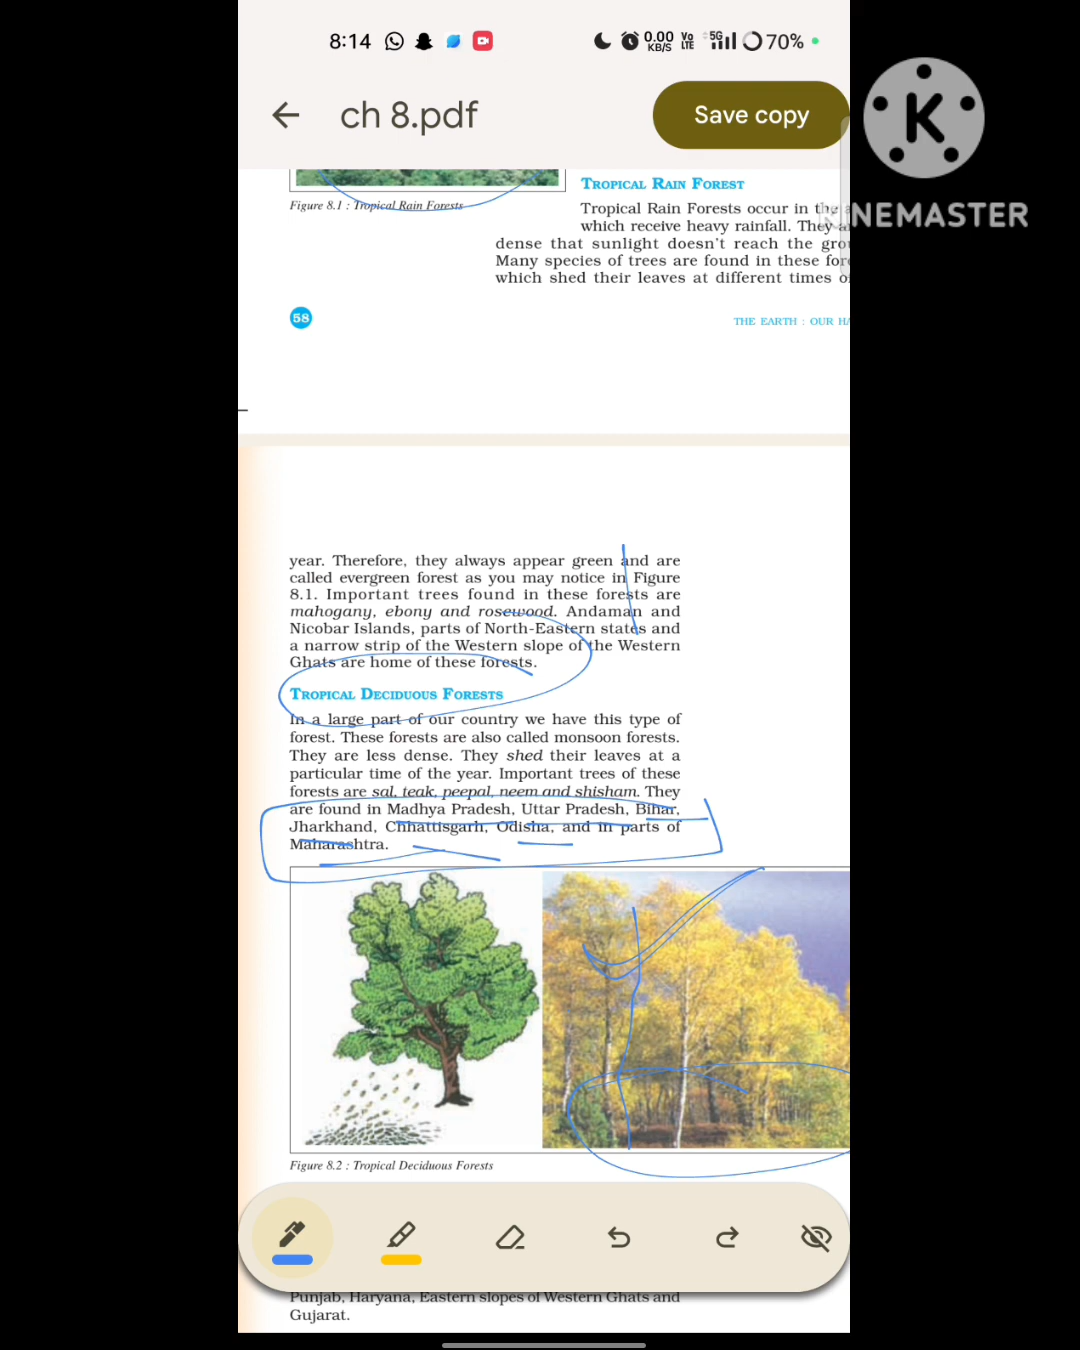 8:14
0.00
KB/S
Vo
LTE
5G
70%
ch 8.pdf
Save copy
K
KINEMASTER
TROPICAL RAIN FOREST
Figure 8.1 : Tropical Rain Forests
Tropical Rain Forests occur in the
which receive heavy rainfall. They
dense that sunlight doesn't reach the
Many species of trees are found in these
which shed their leaves at different times
58
THE EARTH : OUR
year. Therefore, they always appear green and are
called evergreen forest as you may notice in Figure
8.1. Important trees found in these forests are
mahogany, ebony and rosewood. Andaman and
Nicobar Islands, parts of North-Eastern states and
a narrow strip of the Western slope of the Western
Ghats are home of these forests.
TROPICAL DECIDUOUS FORESTS
In a large part of our country we have this type of
forest. These forests are also called monsoon forests.
They are less dense. They shed their leaves at a
particular time of the year. Important trees of these
forests are sal, teak, peepal, neem and shisham. They
are found in Madhya Pradesh, Uttar Pradesh, Bihar,
Jharkhand, Chhattisgarh, Odisha, and in parts of
Maharashtra.
Figure 8.2 : Tropical Deciduous Forests
Punjab, Haryana, Eastern slopes of Western Ghats and
Gujarat.